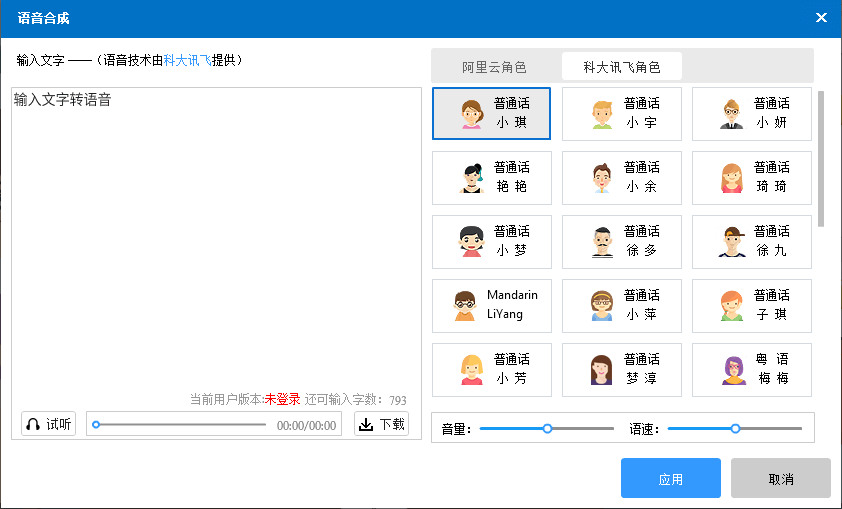 语音合成
输入文字 ——（语音技术由科大讯飞提供）
阿里云角色 科大讯飞角色
输入文字转语音
普通话 普通话 普通话
小 琪 小 宇 小 妍
普通话 普通话 普通话
艳 艳 小 余 琦 琦
普通话 普通话 普通话
小 梦 徐 多 徐 九
Mandarin 普通话 普通话
LiYang 小 萍 子 琪
普通话 普通话 粤 语
小 芳 梦 淳 梅 梅
当前用户版本:未登录 还可输入字数：793
试听 00:00/00:00 下载
音量： 语速：
应用 取消